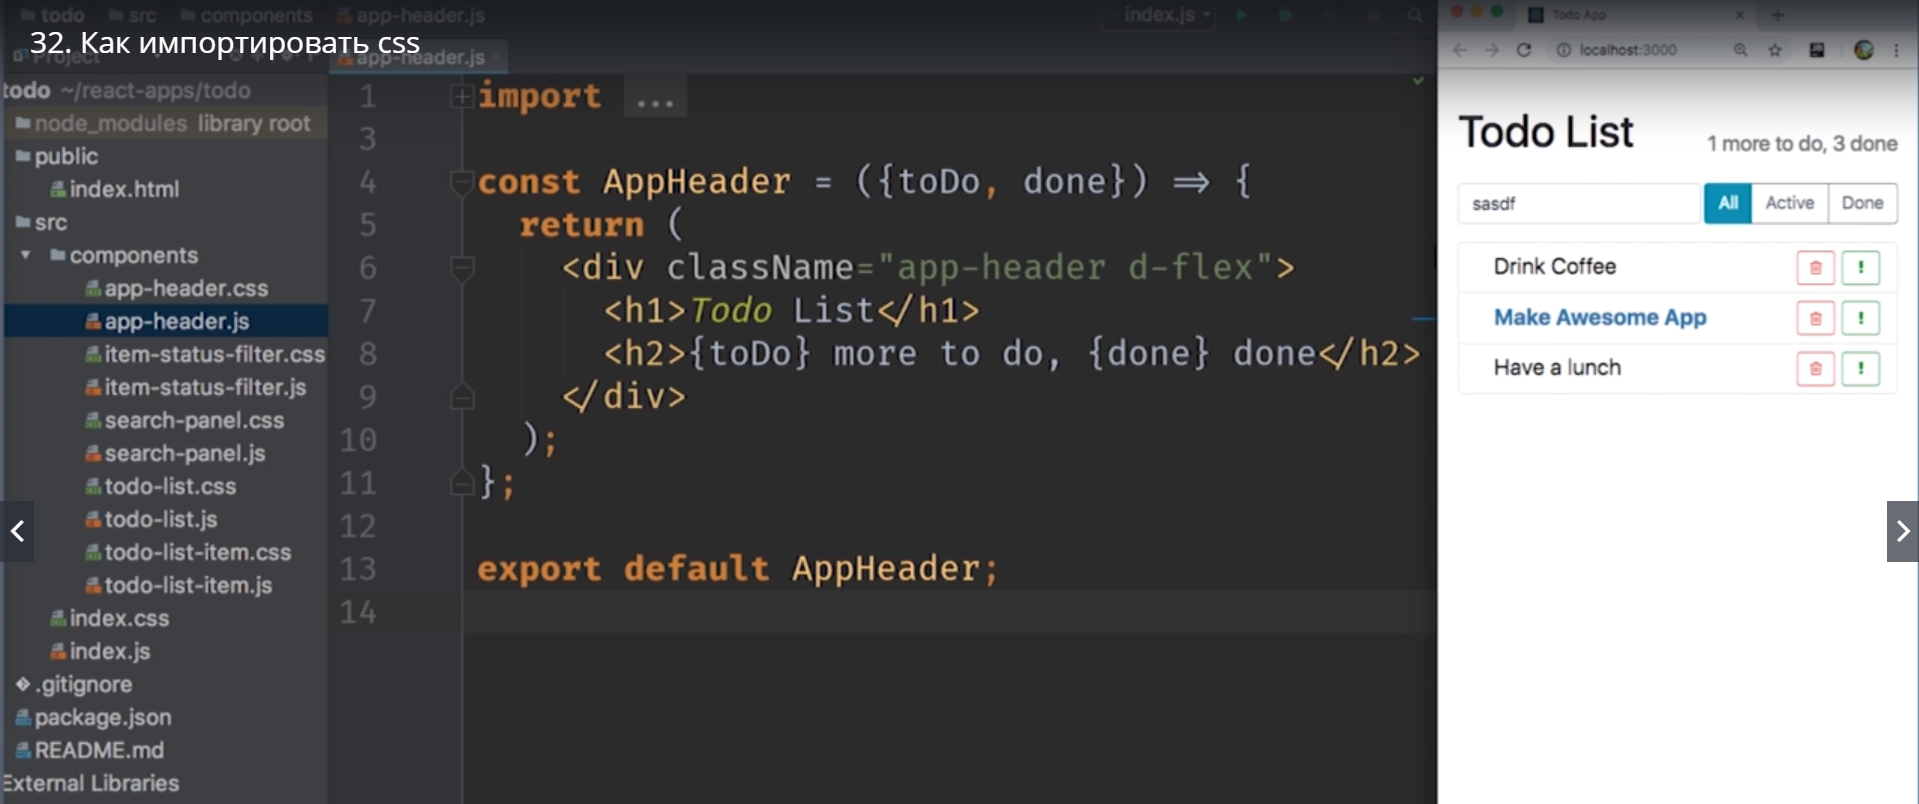 todo src components app-header.js index.js
32. Как импортировать css
Project
app-header.js
todo ~/react-apps/todo
node_modules library root
public
index.html
src
components
app-header.css
app-header.js
item-status-filter.css
item-status-filter.js
search-panel.css
search-panel.js
todo-list.css
todo-list.js
todo-list-item.css
todo-list-item.js
index.css
index.js
.gitignore
package.json
README.md
External Libraries
1 import ...
3
4 const AppHeader = ({toDo, done}) => {
5 return (
6 <div className="app-header d-flex">
7 <h1>Todo List</h1>
8 <h2>{toDo} more to do, {done} done</h2>
9 </div>
10 );
11 };
12
13 export default AppHeader;
14
Todo App
localhost:3000
Todo List
1 more to do, 3 done
sasdf
All Active Done
Drink Coffee
Make Awesome App
Have a lunch